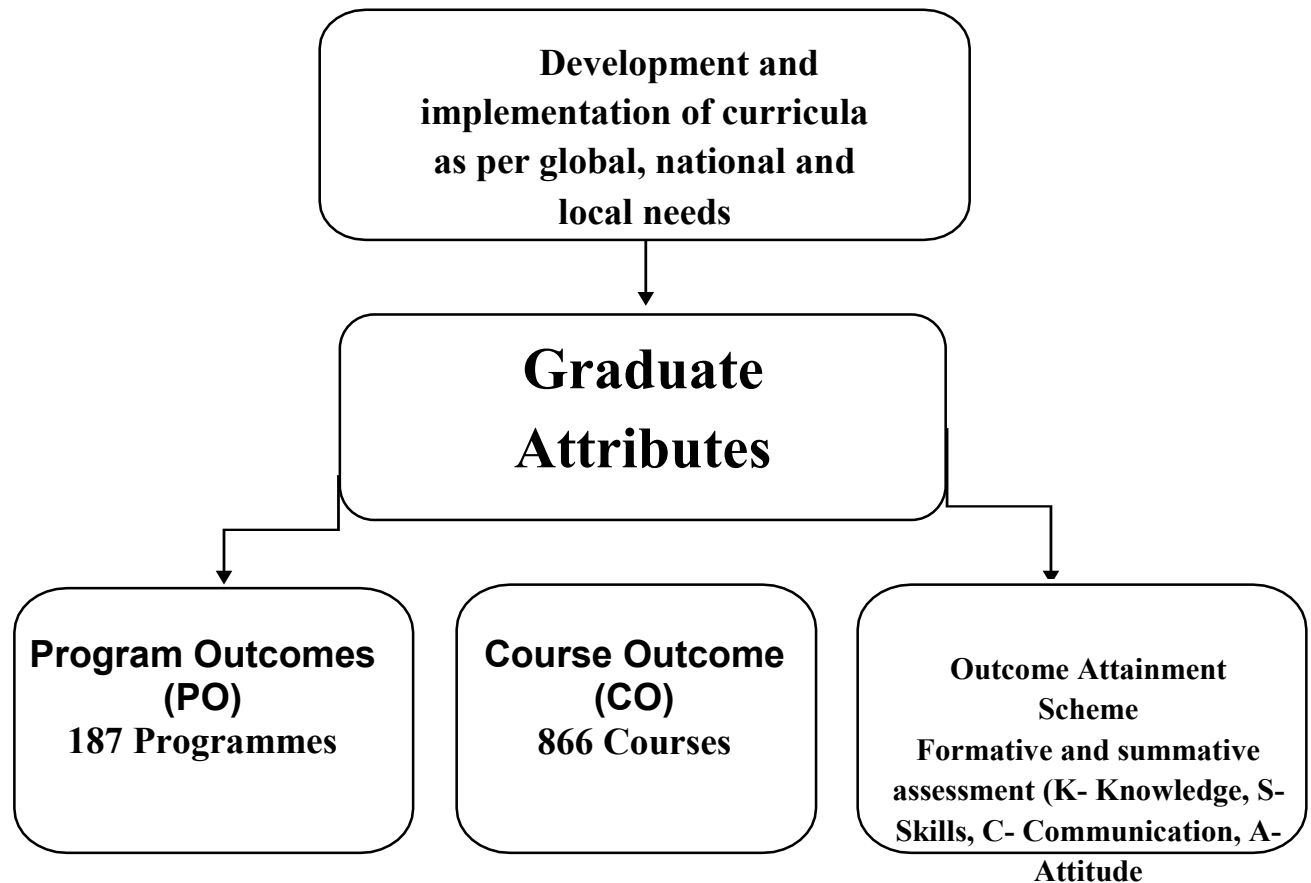 Development and
implementation of curricula
as per global, national and
local needs
Graduate
Attributes
Program Outcomes
(PO)
187 Programmes
Course Outcome
(CO)
866 Courses
Outcome Attainment
Scheme
Formative and summative
assessment (K- Knowledge, S-
Skills, C- Communication, A-
Attitude